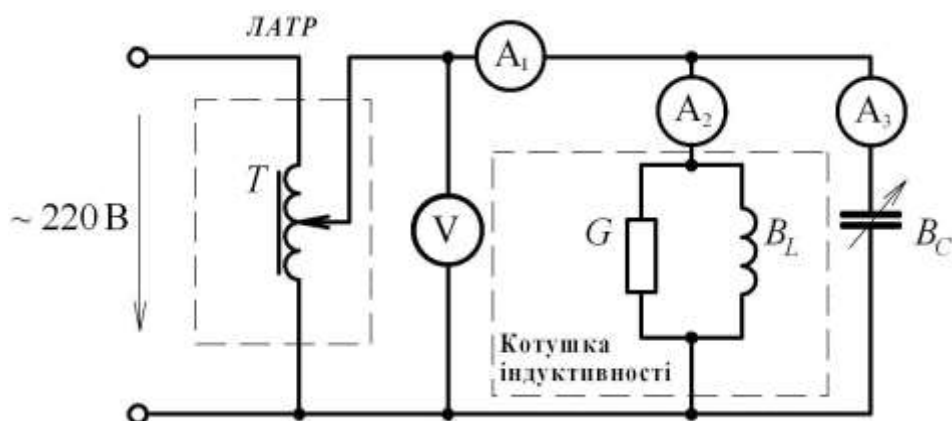 ЛАТР
A₁
A₂
A₃
T
~ 220 В
V
G
B_L
B_C
Котушка
індуктивності